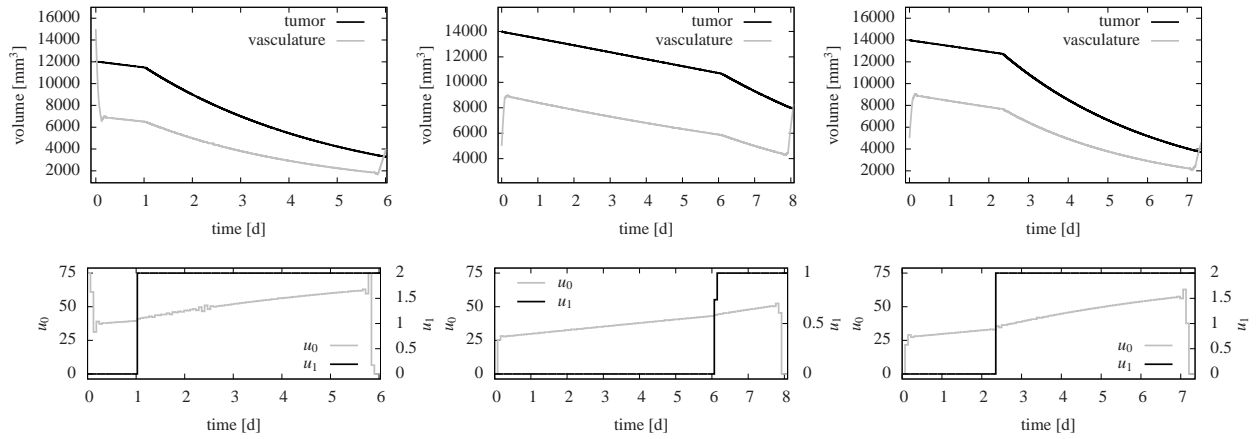 16000
14000
12000
10000
8000
6000
4000
2000
volume [mm³]
tumor
vasculature
0 1 2 3 4 5 6
time [d]
14000
12000
10000
8000
6000
4000
volume [mm³]
tumor
vasculature
0 1 2 3 4 5 6 7 8
time [d]
16000
14000
12000
10000
8000
6000
4000
2000
volume [mm³]
tumor
vasculature
0 1 2 3 4 5 6 7
time [d]
75
50
25
0
u₀
u₀
u₁
2
1.5
1
0.5
0
u₁
0 1 2 3 4 5 6
time [d]
75
50
25
0
u₀
u₀
u₁
1
0.5
0
u₁
0 1 2 3 4 5 6 7 8
time [d]
75
50
25
0
u₀
u₀
u₁
2
1.5
1
0.5
0
u₁
0 1 2 3 4 5 6 7
time [d]